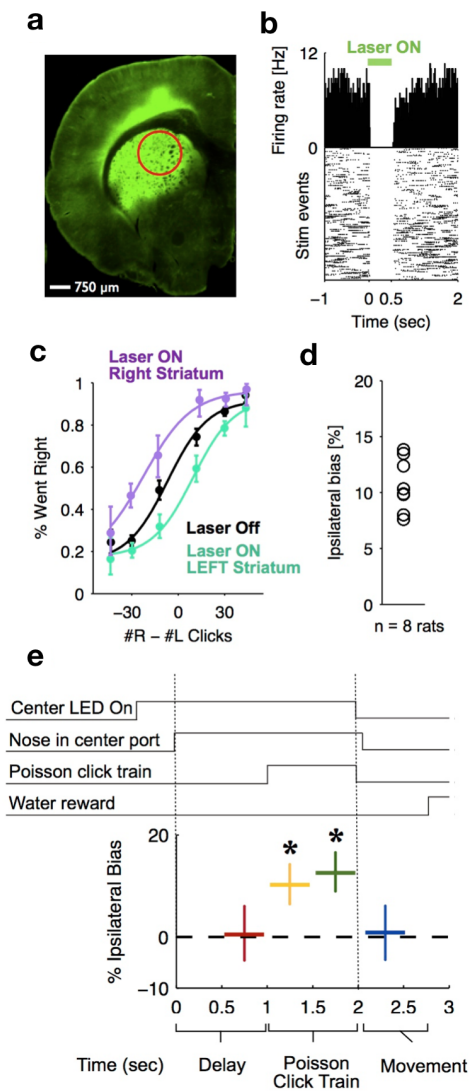 a
750 µm
b
Laser ON
Firing rate [Hz]
12
0
Stim events
−1
0
0.5
2
Time (sec)
c
Laser ON
Right Striatum
% Went Right
1
0.8
0.6
0.4
0.2
0
Laser Off
Laser ON
LEFT Striatum
−30
0
30
#R − #L Clicks
d
Ipsilateral bias [%]
20
15
10
5
0
n = 8 rats
e
Center LED On
Nose in center port
Poisson click train
Water reward
% Ipsilateral Bias
20
0
−10
*
*
0
0.5
1
1.5
2
2.5
3
Time (sec)
Delay
Poisson
Click Train
Movement